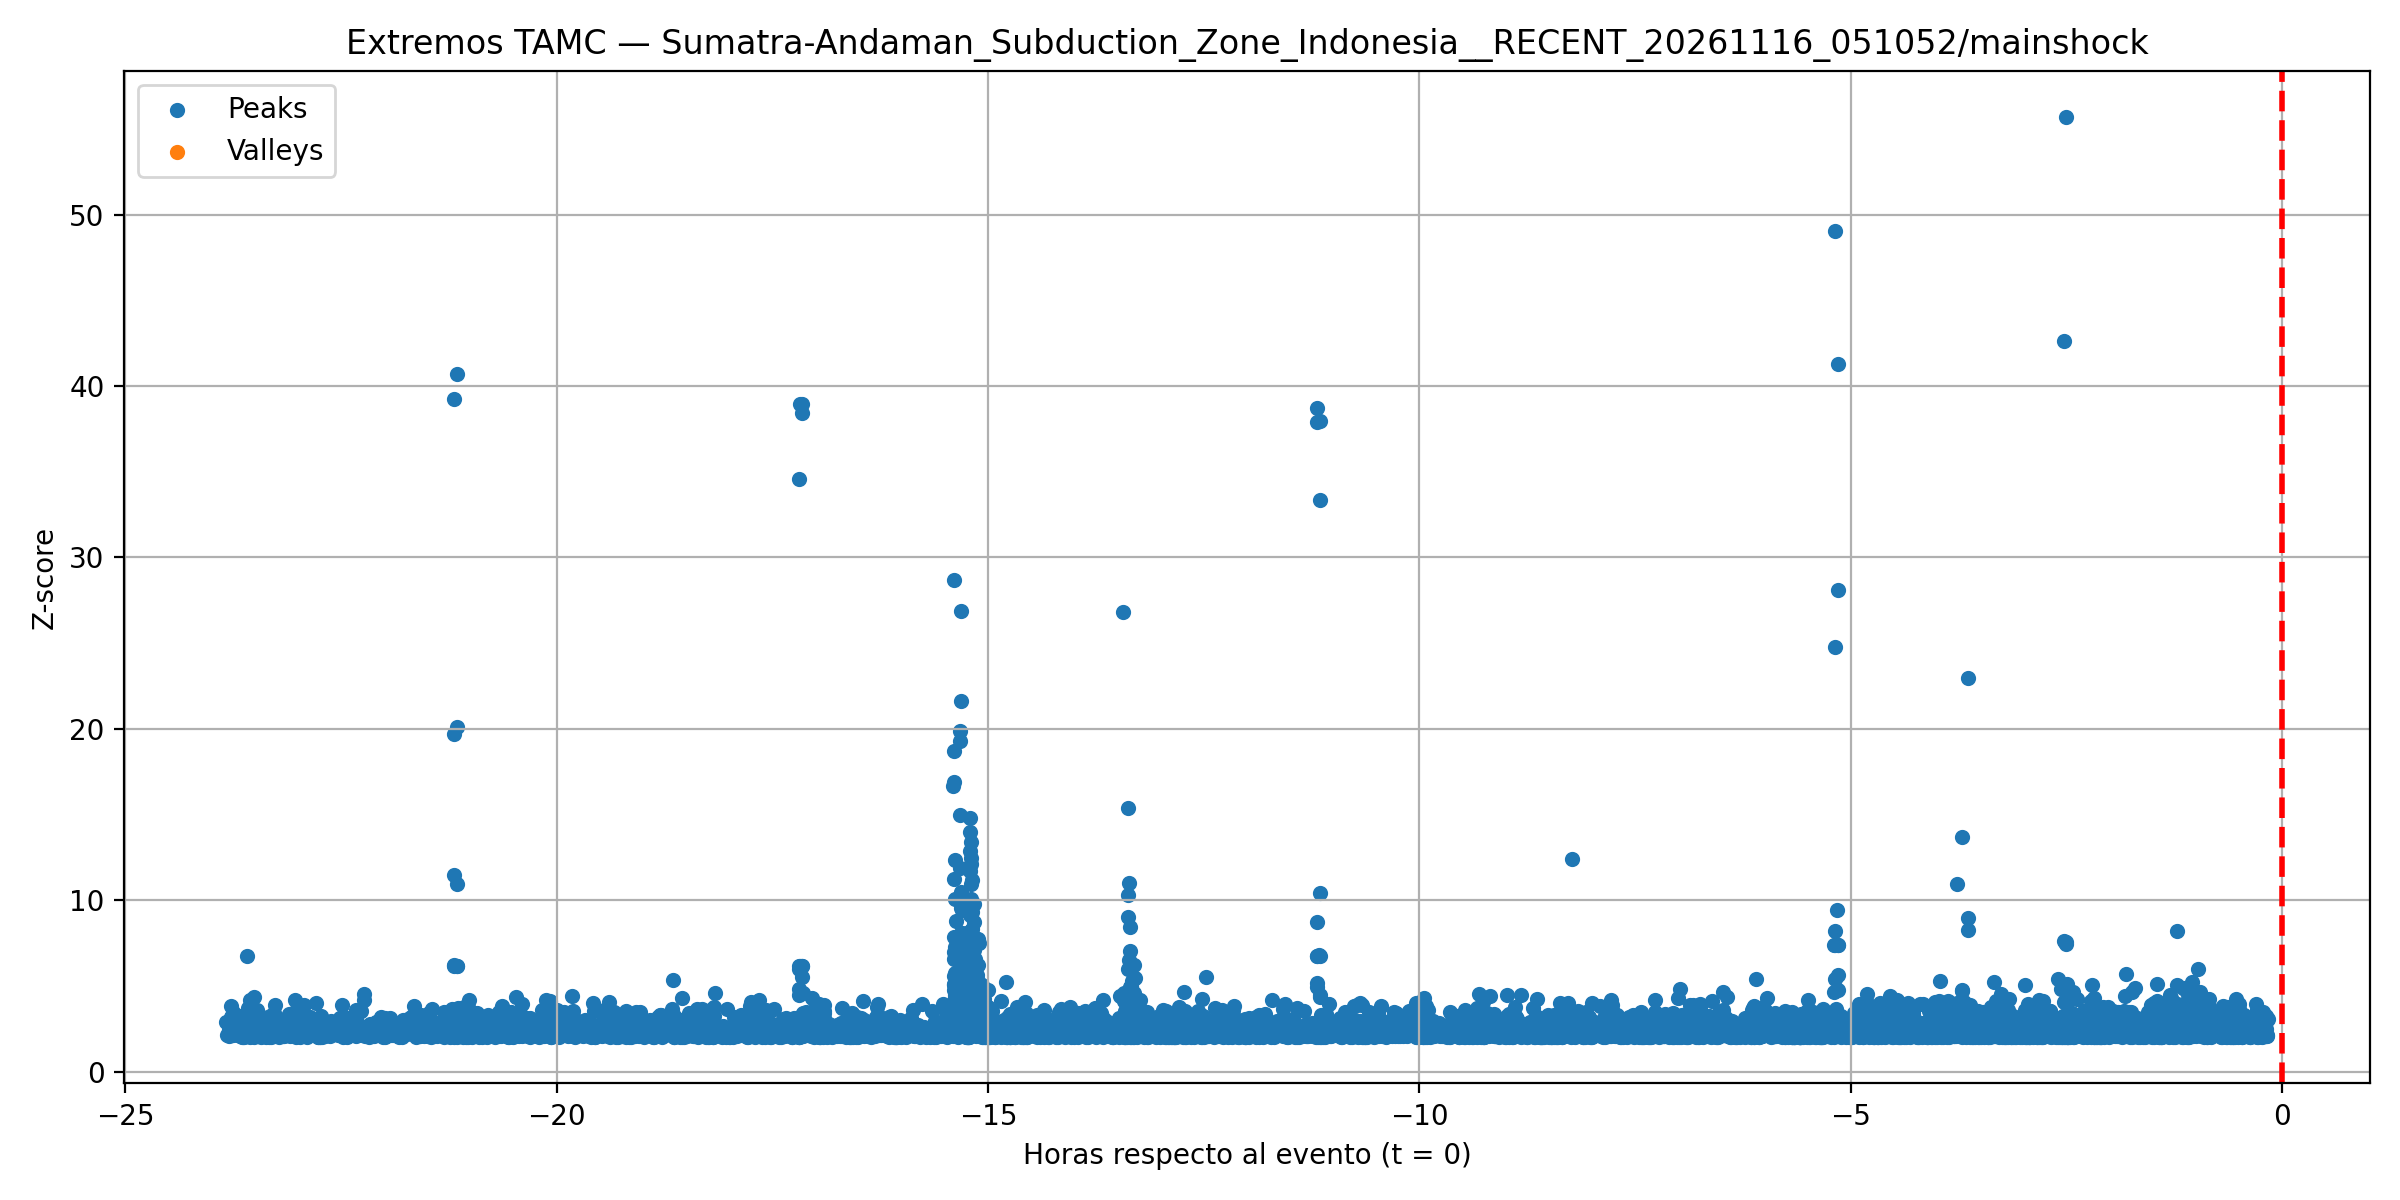 Extremos TAMC — Sumatra-Andaman_Subduction_Zone_Indonesia__RECENT_20261116_051052/mainshock
Peaks
Valleys
50
40
30
20
10
0
Z-score
−25
−20
−15
−10
−5
0
Horas respecto al evento (t = 0)